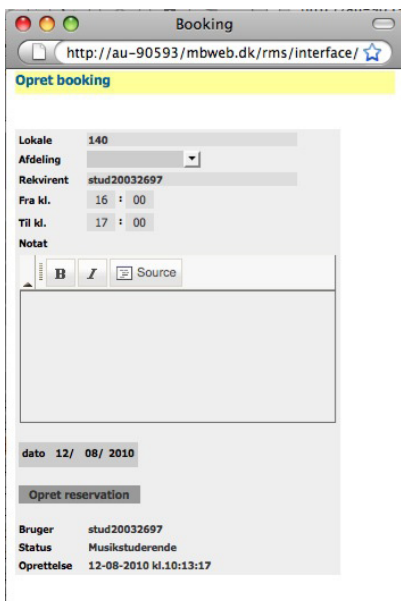 Booking
http://au-90593/mbweb.dk/rms/interface/
Opret booking
Lokale 140
Afdeling
Rekvirent stud20032697
Fra kl. 16 : 00
Til kl. 17 : 00
Notat
B I Source
dato 12/ 08/ 2010
Opret reservation
Bruger stud20032697
Status Musikstuderende
Oprettelse 12-08-2010 kl.10:13:17